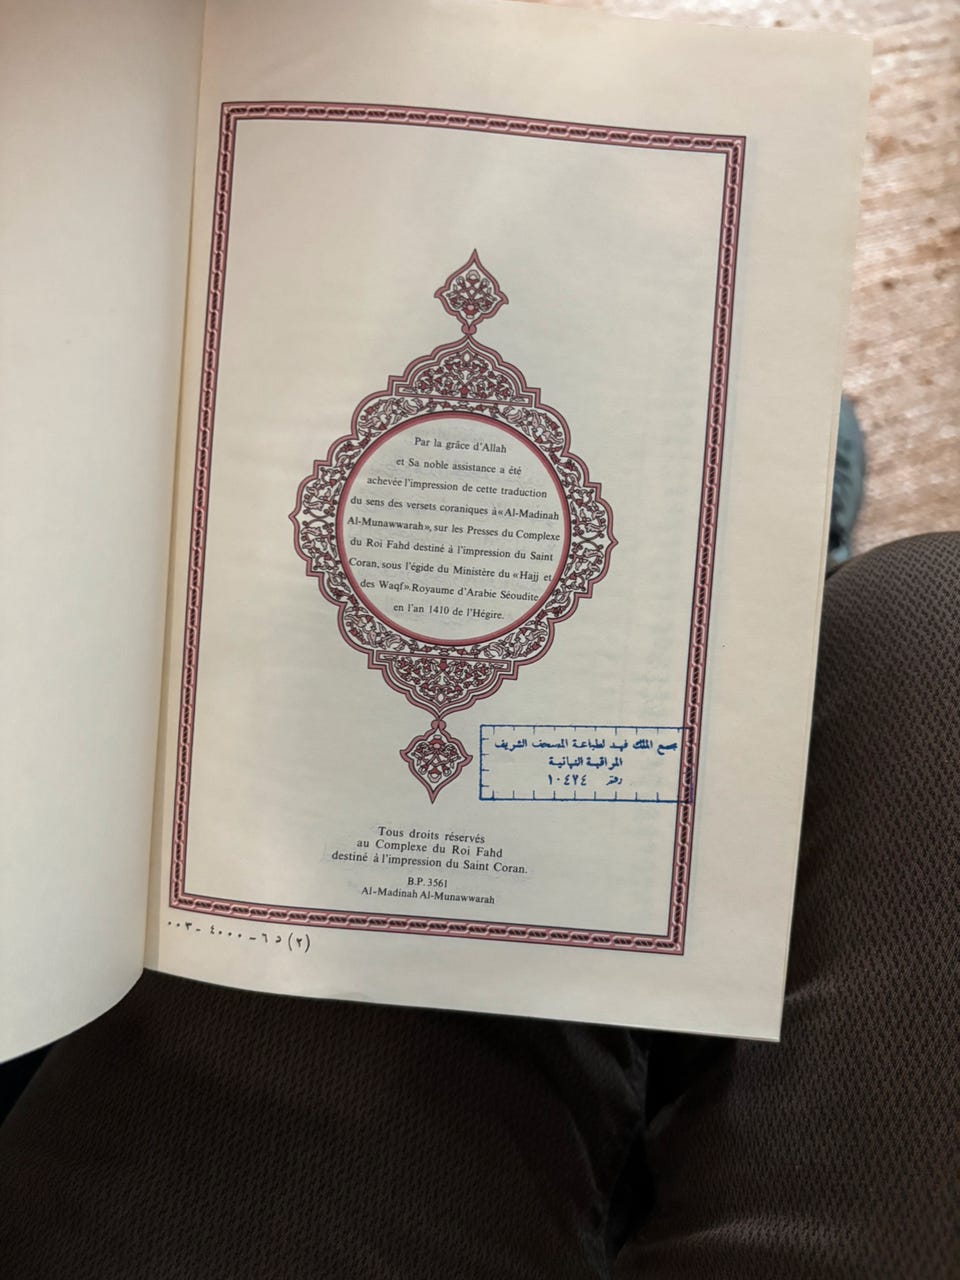 Par la grâce d'Allah
et Sa noble assistance a été
achevée l'impression de cette traduction
du sens des versets coraniques à «Al-Madinah
Al-Munawwarah», sur les Presses du Complexe
du Roi Fahd destiné à l'impression du Saint
Coran, sous l'égide du Ministère du «Hajj et
des Waqf». Royaume d'Arabie Séoudite
en l'an 1410 de l'Hégire.
مجمع الملك فهد لطباعة المصحف الشريف
المراقبة النهائية
رقم ١٠٤٢٤
Tous droits réservés
au Complexe du Roi Fahd
destiné à l'impression du Saint Coran.
B.P. 3561
Al-Madinah Al-Munawwarah